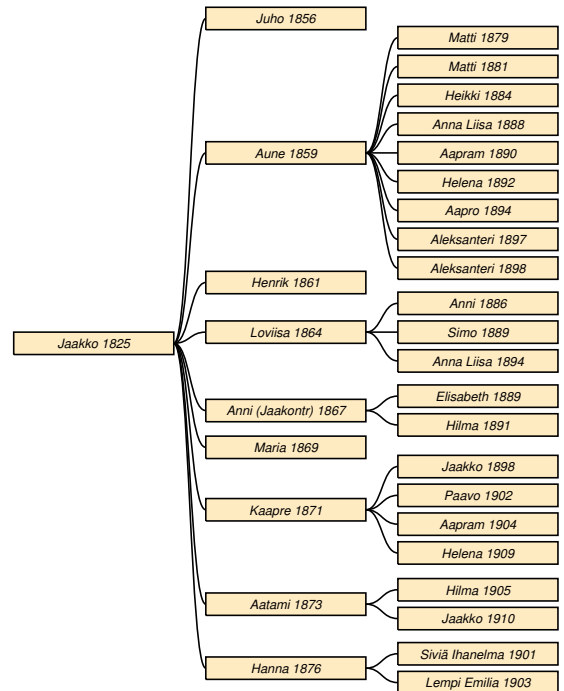 Juho 1856
Matti 1879
Matti 1881
Heikki 1884
Anna Liisa 1888
Aune 1859
Aapram 1890
Helena 1892
Aapro 1894
Aleksanteri 1897
Aleksanteri 1898
Henrik 1861
Anni 1886
Jaakko 1825
Loviisa 1864
Simo 1889
Anna Liisa 1894
Elisabeth 1889
Anni (Jaakontr) 1867
Hilma 1891
Maria 1869
Jaakko 1898
Paavo 1902
Kaapre 1871
Aapram 1904
Helena 1909
Hilma 1905
Aatami 1873
Jaakko 1910
Siviä Ihanelma 1901
Hanna 1876
Lempi Emilia 1903